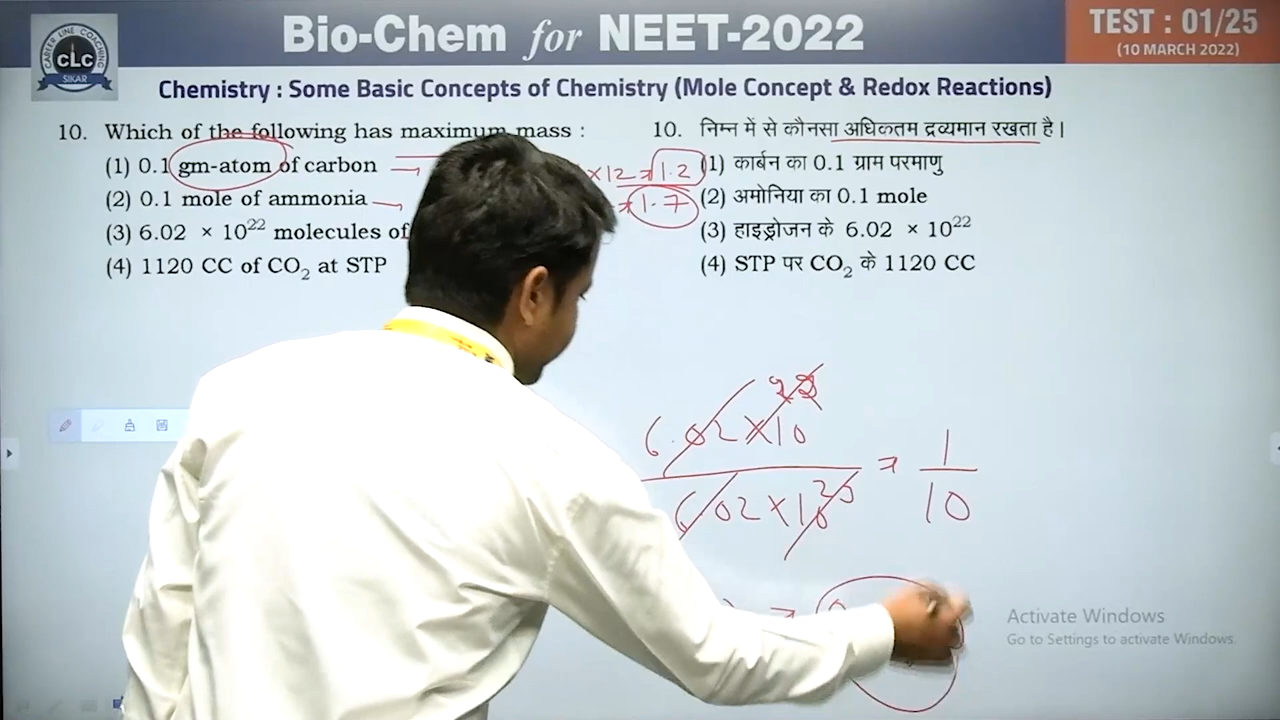 Bio-Chem for NEET-2022
TEST : 01/25
(10 MARCH 2022)
CAREER LINE COACHING
CLC
SIKAR
Chemistry : Some Basic Concepts of Chemistry (Mole Concept & Redox Reactions)
10. Which of the following has maximum mass :
(1) 0.1 gm-atom of carbon
(2) 0.1 mole of ammonia
(3) 6.02 × 10²² molecules of
(4) 1120 CC of CO₂ at STP
×12 = 1.2
= 1.7
10. निम्न में से कौनसा अधिकतम द्रव्यमान रखता है।
(1) कार्बन का 0.1 ग्राम परमाणु
(2) अमोनिया का 0.1 mole
(3) हाइड्रोजन के 6.02 × 10²²
(4) STP पर CO₂ के 1120 CC
6.02×10²²
6.02×10²³
= 1
10
=
Activate Windows
Go to Settings to activate Windows.